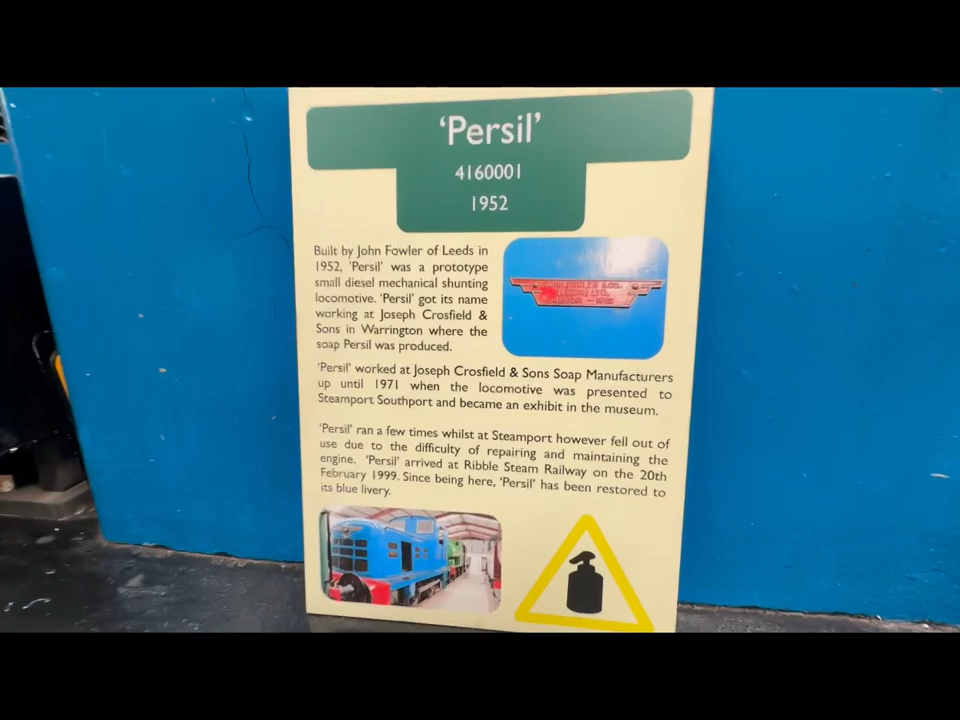 'Persil'
4160001
1952
Built by John Fowler of Leeds in
1952, 'Persil' was a prototype
small diesel mechanical shunting
locomotive. 'Persil' got its name
working at Joseph Crosfield &
Sons in Warrington where the
soap Persil was produced.
'Persil' worked at Joseph Crosfield & Sons Soap Manufacturers
up until 1971 when the locomotive was presented to
Steamport Southport and became an exhibit in the museum.
'Persil' ran a few times whilst at Steamport however fell out of
use due to the difficulty of repairing and maintaining the
engine. 'Persil' arrived at Ribble Steam Railway on the 20th
February 1999. Since being here, 'Persil' has been restored to
its blue livery.